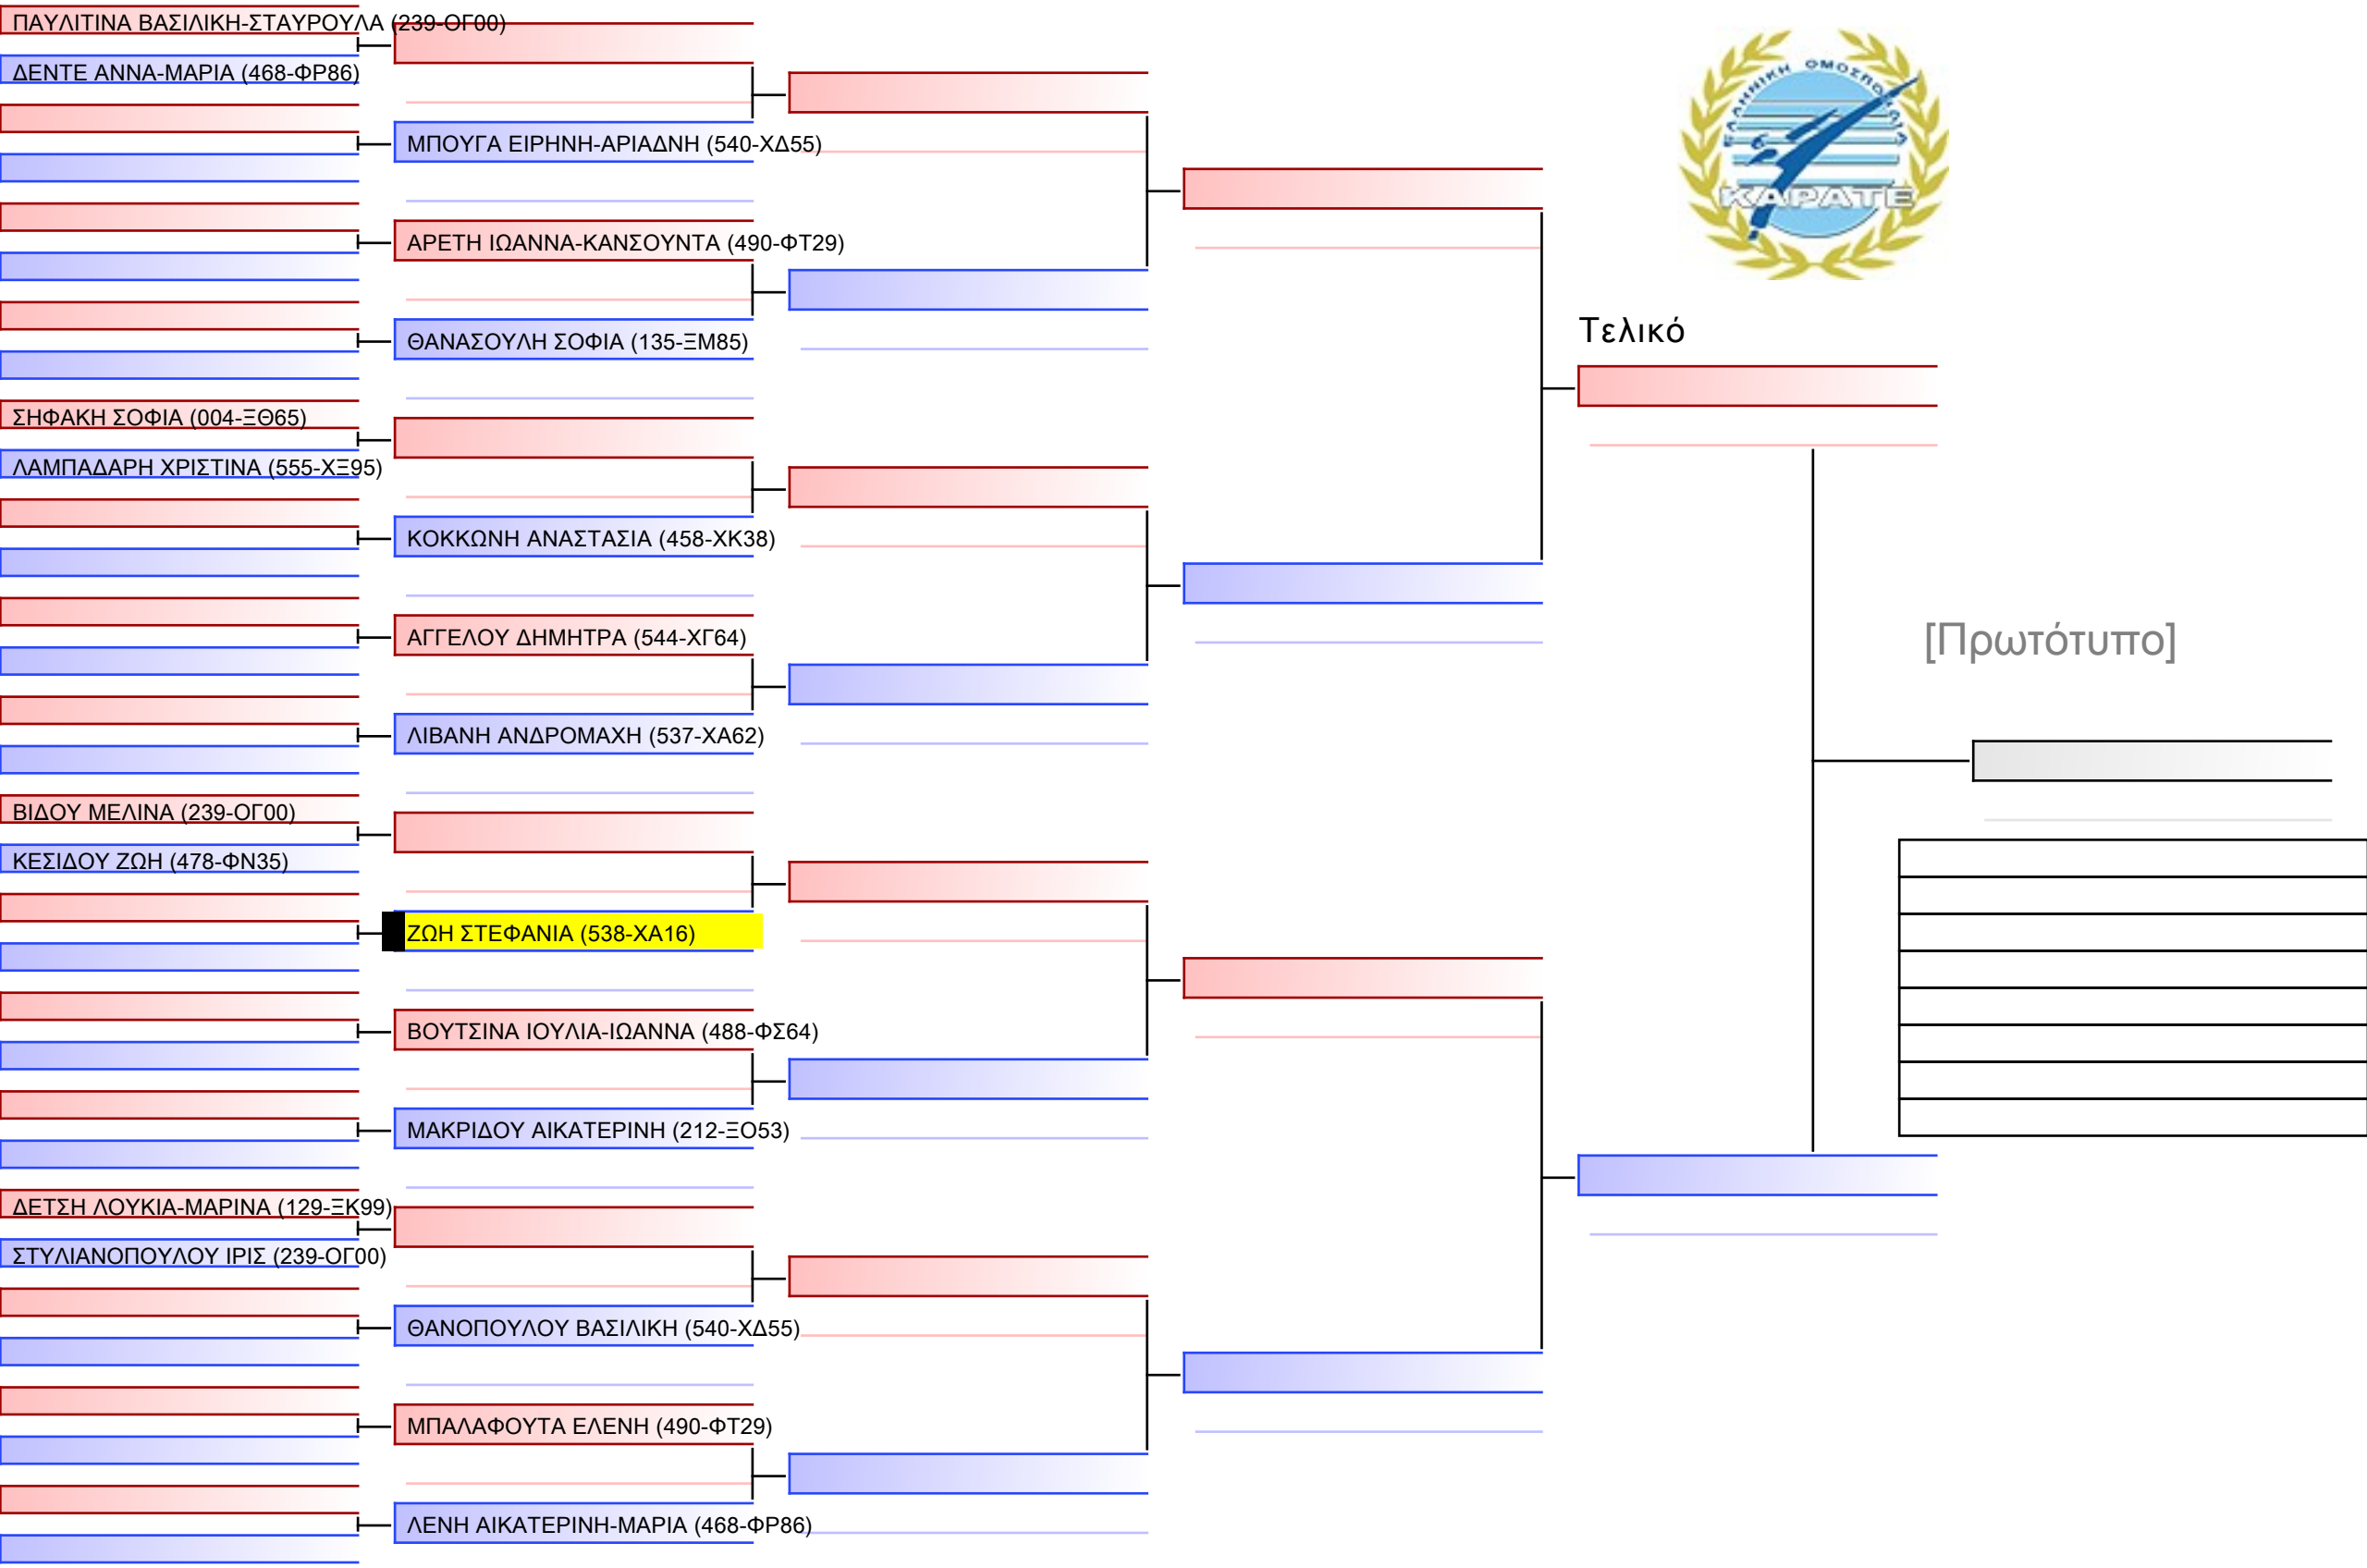 ΠΑΥΛΙΤΙΝΑ ΒΑΣΙΛΙΚΗ-ΣΤΑΥΡΟΥΛΑ (239-ΟΓ00)
ΔΕΝΤΕ ΑΝΝΑ-ΜΑΡΙΑ (468-ΦΡ86)
ΣΗΦΑΚΗ ΣΟΦΙΑ (004-ΞΘ65)
ΛΑΜΠΑΔΑΡΗ ΧΡΙΣΤΙΝΑ (555-ΧΞ95)
ΒΙΔΟΥ ΜΕΛΙΝΑ (239-ΟΓ00)
ΚΕΣΙΔΟΥ ΖΩΗ (478-ΦΝ35)
ΔΕΤΣΗ ΛΟΥΚΙΑ-ΜΑΡΙΝΑ (129-ΞΚ99)
ΣΤΥΛΙΑΝΟΠΟΥΛΟΥ ΙΡΙΣ (239-ΟΓ00)
ΜΠΟΥΓΑ ΕΙΡΗΝΗ-ΑΡΙΑΔΝΗ (540-ΧΔ55)
ΑΡΕΤΗ ΙΩΑΝΝΑ-ΚΑΝΣΟΥΝΤΑ (490-ΦΤ29)
ΘΑΝΑΣΟΥΛΗ ΣΟΦΙΑ (135-ΞΜ85)
ΚΟΚΚΩΝΗ ΑΝΑΣΤΑΣΙΑ (458-ΧΚ38)
ΑΓΓΕΛΟΥ ΔΗΜΗΤΡΑ (544-ΧΓ64)
ΛΙΒΑΝΗ ΑΝΔΡΟΜΑΧΗ (537-ΧΑ62)
ΖΩΗ ΣΤΕΦΑΝΙΑ (538-ΧΑ16)
ΒΟΥΤΣΙΝΑ ΙΟΥΛΙΑ-ΙΩΑΝΝΑ (488-ΦΣ64)
ΜΑΚΡΙΔΟΥ ΑΙΚΑΤΕΡΙΝΗ (212-ΞΟ53)
ΘΑΝΟΠΟΥΛΟΥ ΒΑΣΙΛΙΚΗ (540-ΧΔ55)
ΜΠΑΛΑΦΟΥΤΑ ΕΛΕΝΗ (490-ΦΤ29)
ΛΕΝΗ ΑΙΚΑΤΕΡΙΝΗ-ΜΑΡΙΑ (468-ΦΡ86)
ΕΛΛΗΝΙΚΗ ΟΜΟΣΠΟΝΔΙΑ
ΚΑΡΑΤΕ
Τελικό
[Πρωτότυπο]